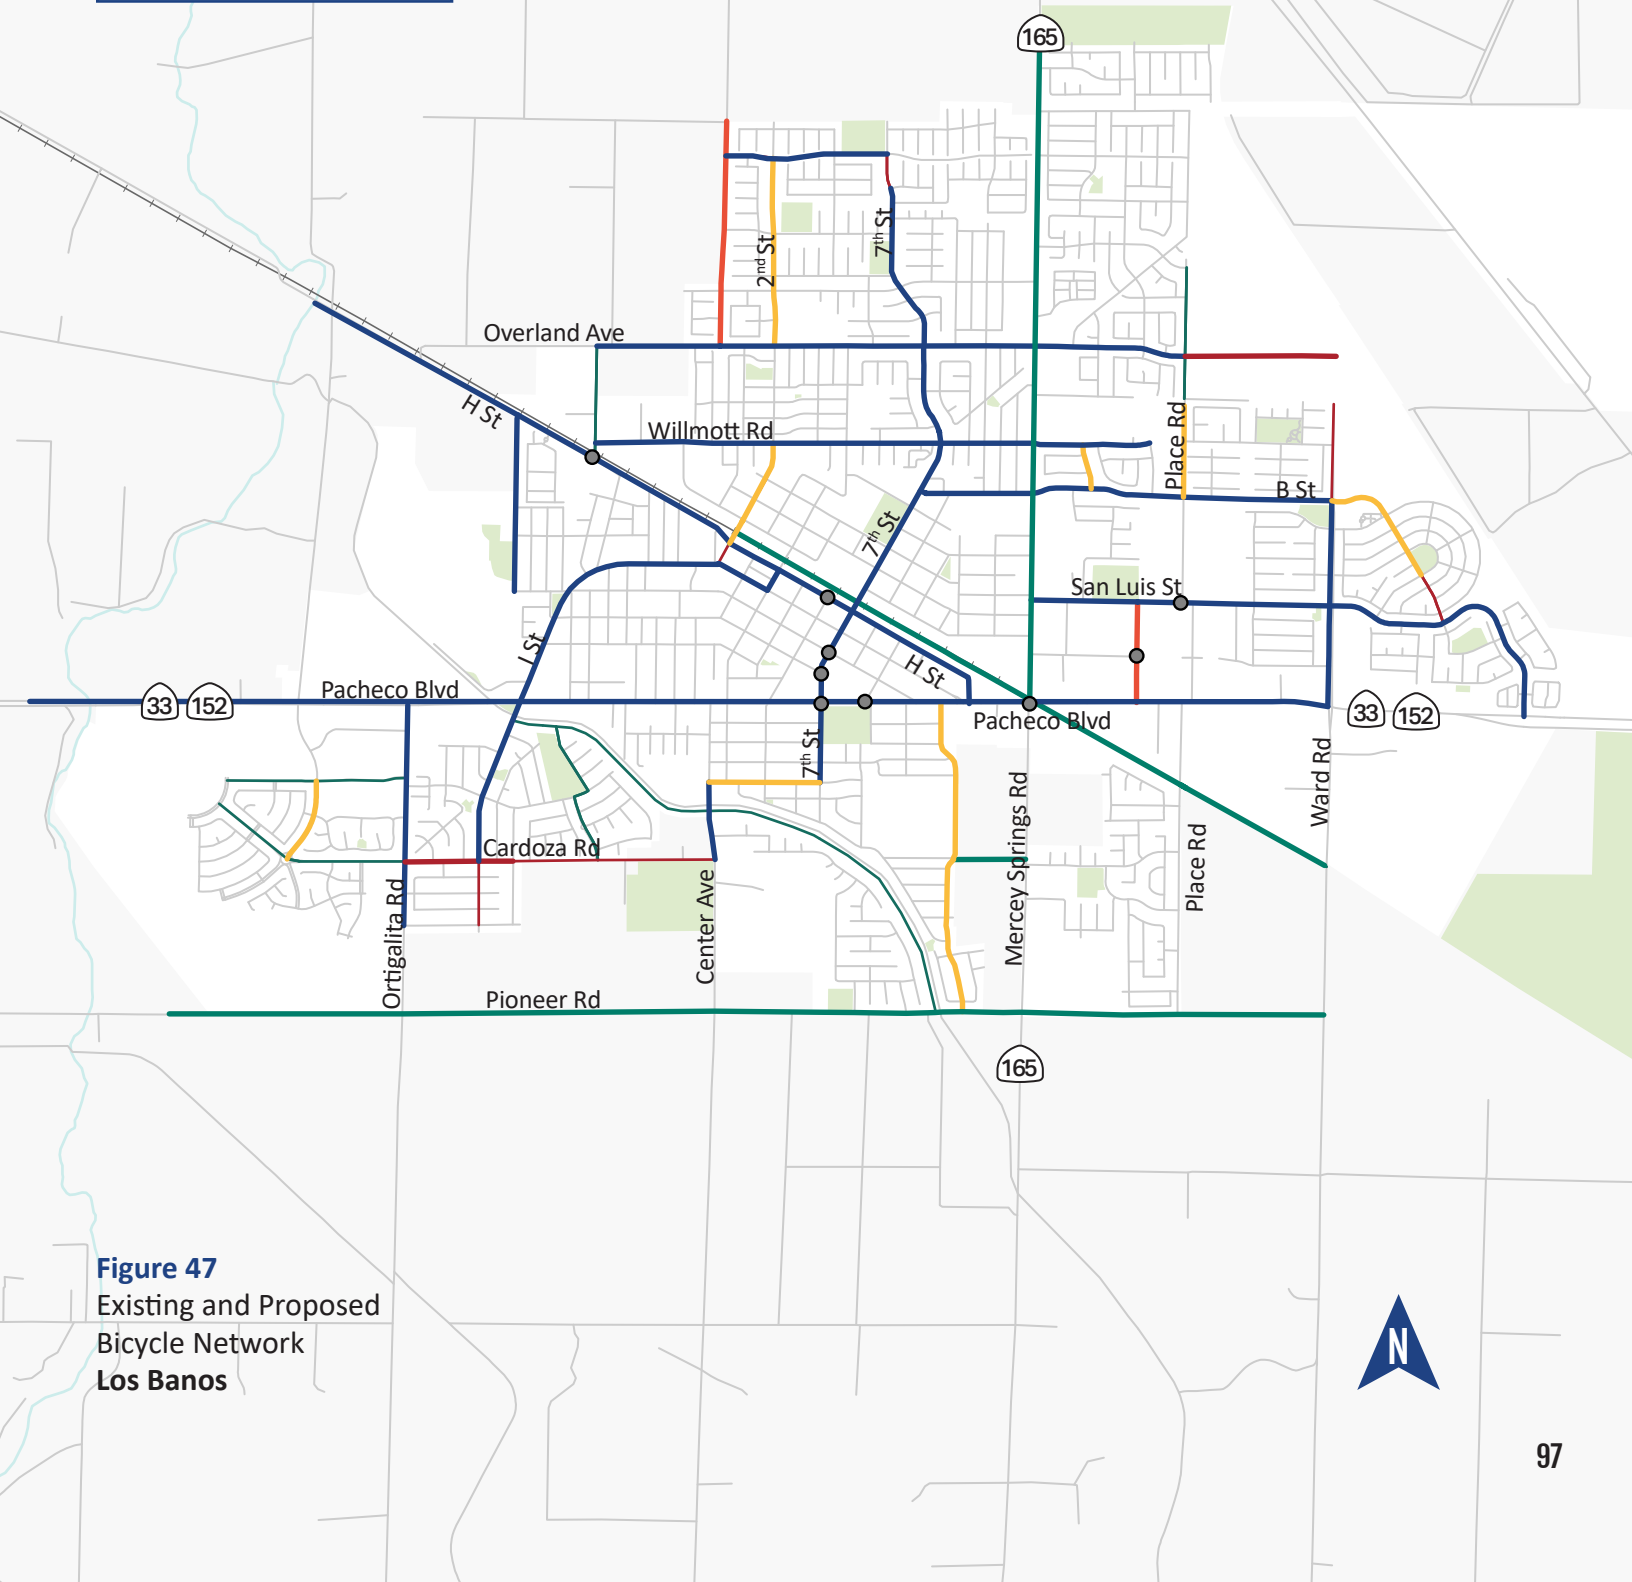 165
7th St
2nd St
Overland Ave
H St
Willmott Rd
Place Rd
B St
7th St
San Luis St
I St
H St
33
152
Pacheco Blvd
Pacheco Blvd
33
152
7th St
Mercey Springs Rd
Ward Rd
Place Rd
Cardoza Rd
Ortigalita Rd
Center Ave
Pioneer Rd
165
Figure 47
Existing and Proposed
Bicycle Network
Los Banos
N
97